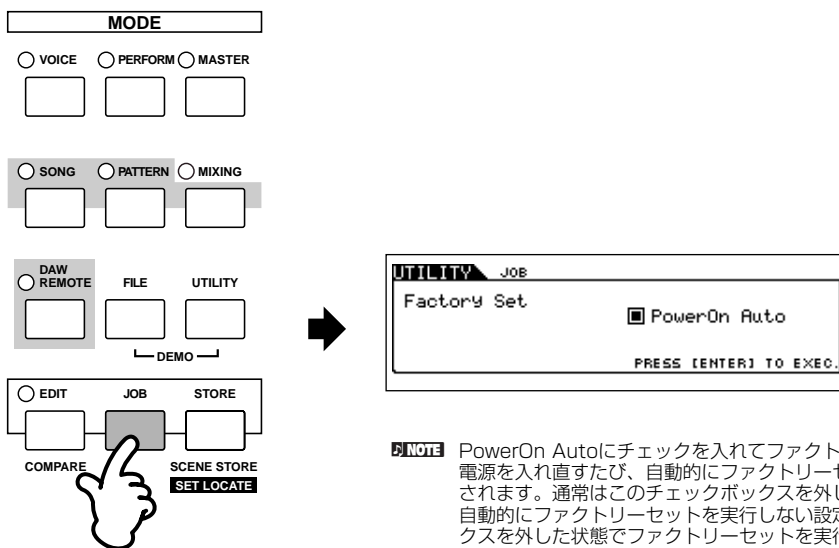 MODE
VOICE PERFORM MASTER
SONG PATTERN MIXING
DAW
REMOTE FILE UTILITY
DEMO
EDIT JOB STORE
COMPARE SCENE STORE
SET LOCATE
UTILITY JOB
Factory Set
PowerOn Auto
PRESS [ENTER] TO EXEC.
NOTE PowerOn Autoにチェックを入れてファクト
電源を入れ直すたび、自動的にファクトリーセ
されます。通常はこのチェックボックスを外し
自動的にファクトリーセットを実行しない設定
クスを外した状態でファクトリーセットを実行